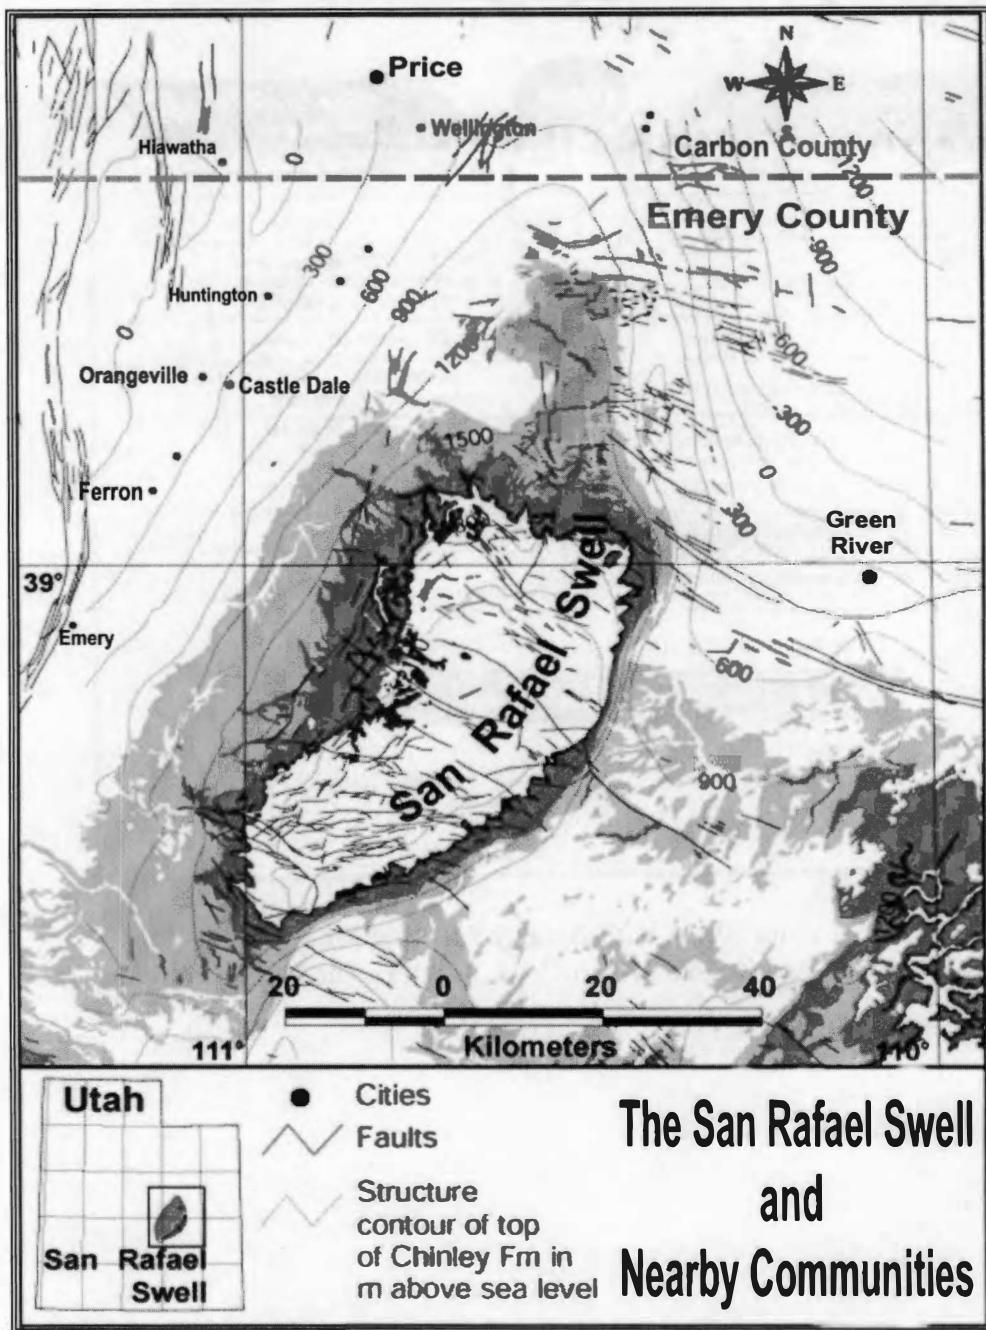 N
Price
W E
Wellington
S
Hiawatha
Carbon County
0
-1200
Emery County
300
-900
600
Huntington
900
0
-600
1200
Orangeville
Castle Dale
-300
1500
0
Ferron
300
Green
River
39°
Emery
600
San Rafael Swell
900
20 0 20 40
Kilometers
111°
110°
Utah
San Rafael
Swell
Cities
Faults
Structure
contour of top
of Chinley Fm in
m above sea level
The San Rafael Swell
and
Nearby Communities